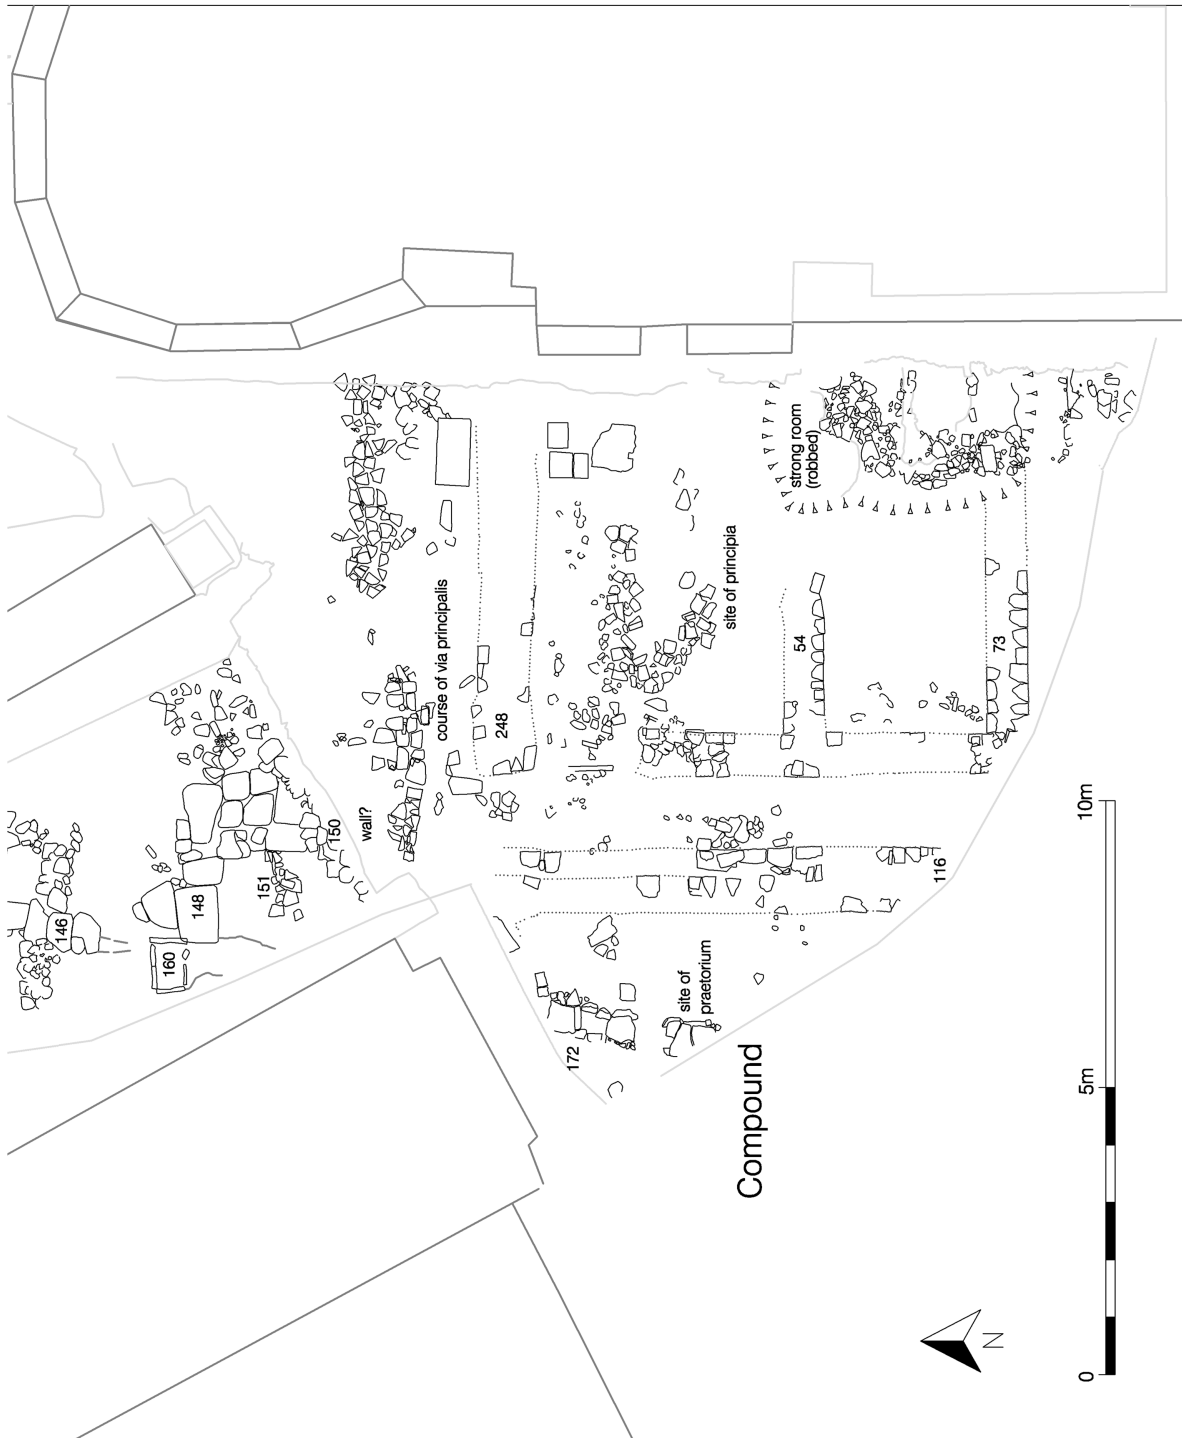 146
160
148
151
150
wall?
course of via principalis
248
172
site of
praetorium
site of principia
strong room
(robbed)
54
73
116
Compound
0
5m
10m
N